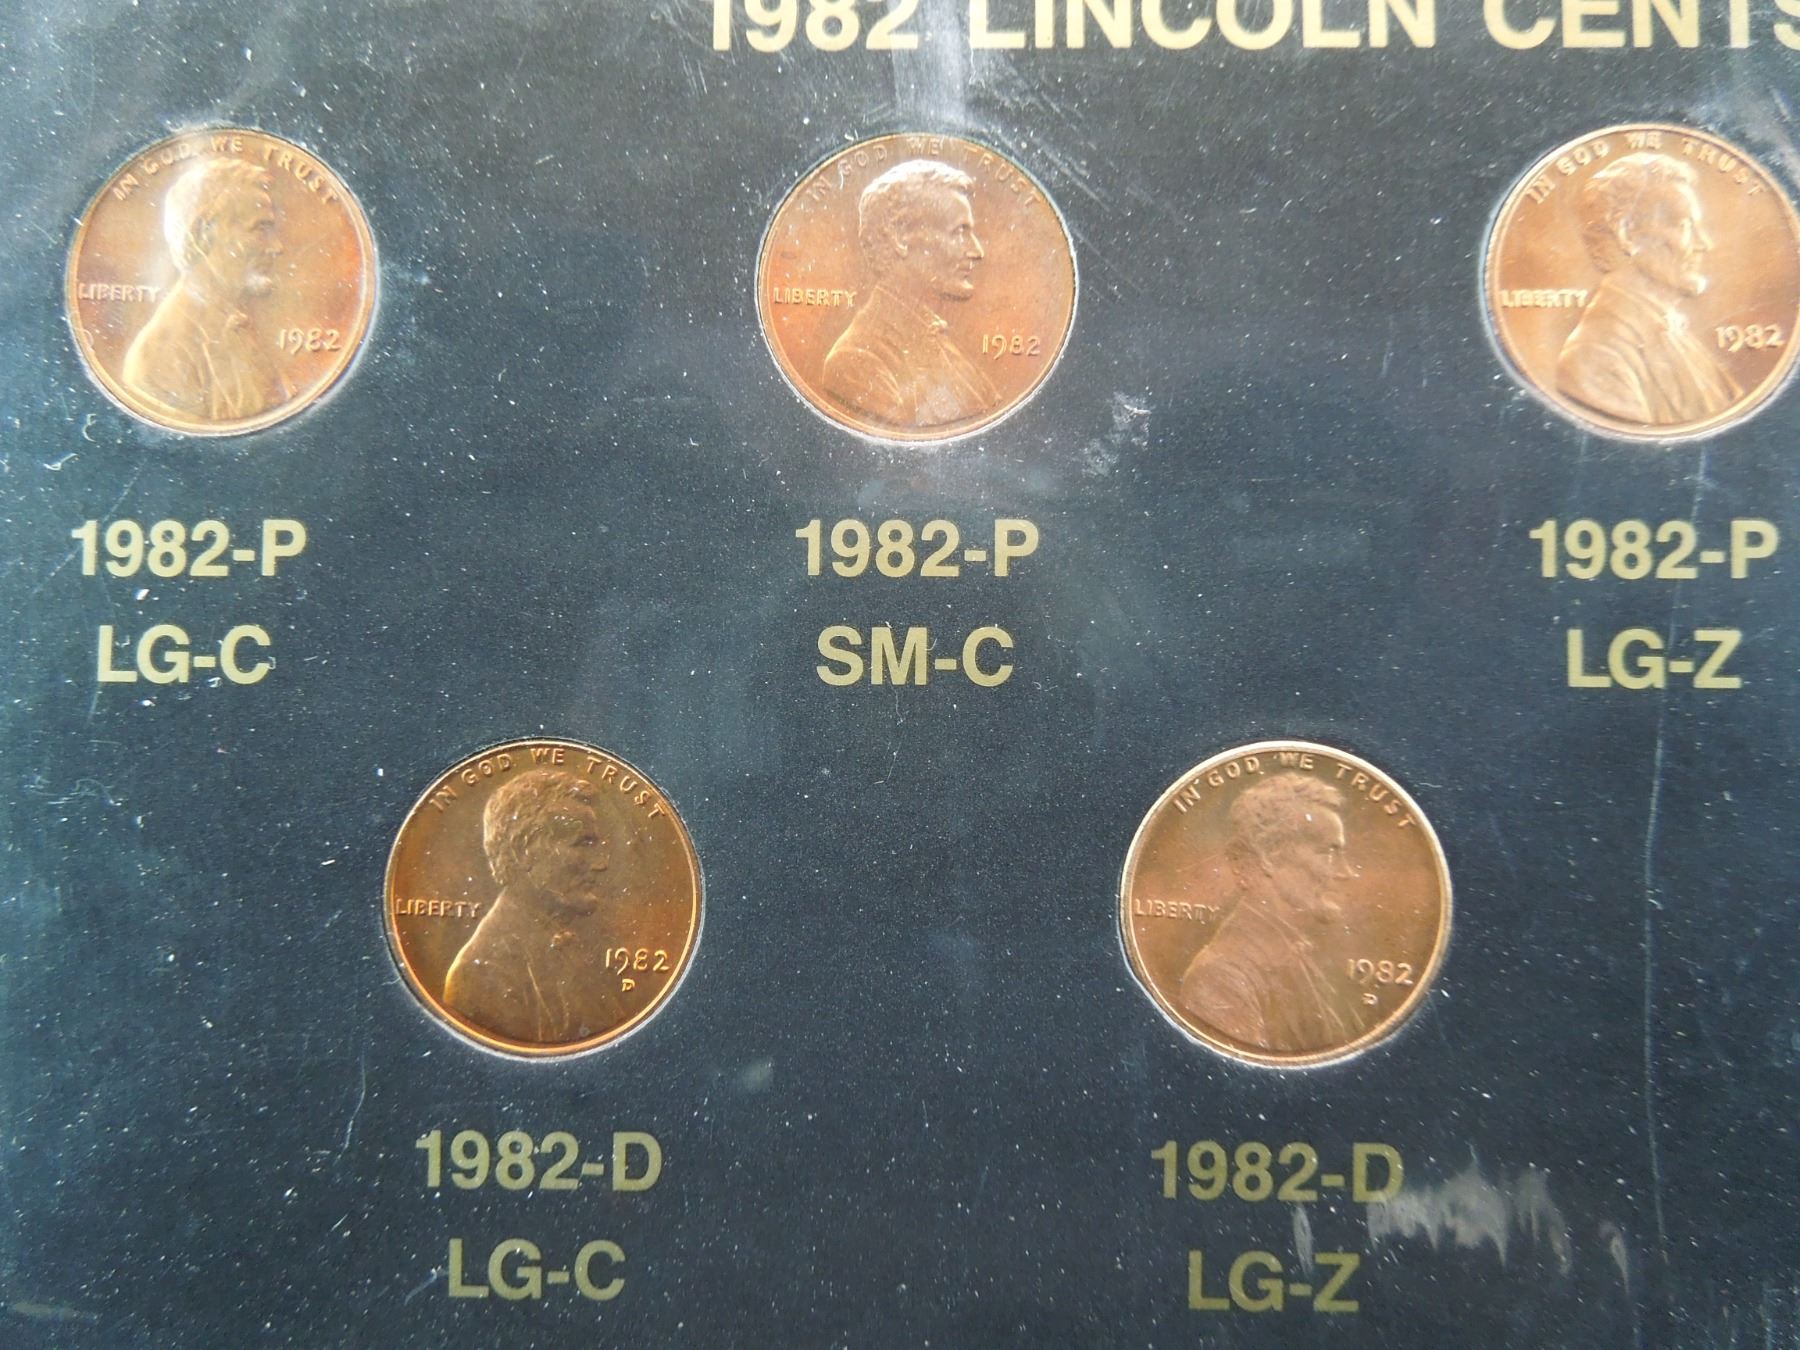 1982 LINCOLN CENTS
IN GOD WE TRUST
LIBERTY
1982
IN GOD WE TRUST
LIBERTY
1982
IN GOD WE TRUST
LIBERTY
1982
1982-P
LG-C
1982-P
SM-C
1982-P
LG-Z
IN GOD WE TRUST
LIBERTY
1982
D
IN GOD WE TRUST
LIBERTY
1982
D
1982-D
LG-C
1982-D
LG-Z